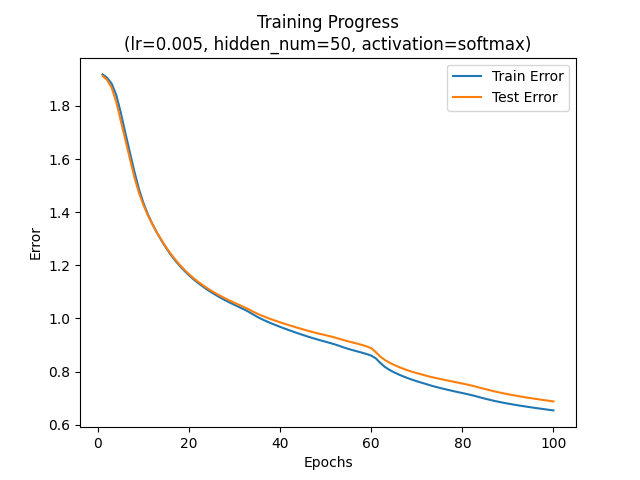 Training Progress
(lr=0.005, hidden_num=50, activation=softmax)
Train Error
Test Error
Error
1.8
1.6
1.4
1.2
1.0
0.8
0.6
0 20 40 60 80 100
Epochs